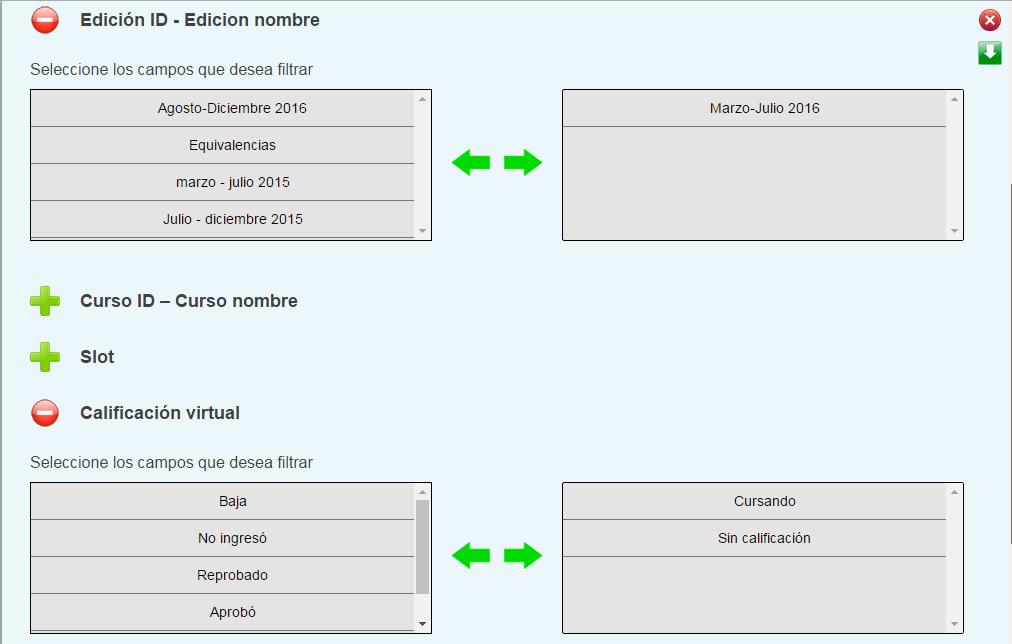 Edición ID - Edicion nombre
Seleccione los campos que desea filtrar
Agosto-Diciembre 2016
Equivalencias
marzo - julio 2015
Julio - diciembre 2015
Marzo-Julio 2016
Curso ID – Curso nombre
Slot
Calificación virtual
Seleccione los campos que desea filtrar
Baja
No ingresó
Reprobado
Aprobó
Cursando
Sin calificación